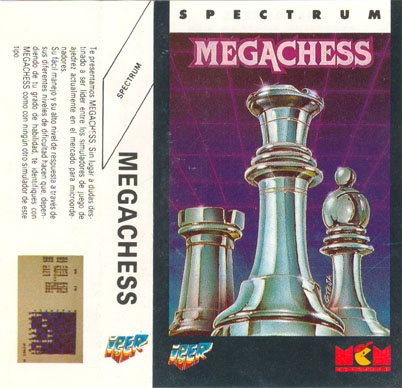 Te presentamos MEGACHESS. Sin lugar a dudas des-
tinado a ser líder entre los simuladores de juego de
ajedrez actualmente en el mercado para microorde-
nadores.
Su fácil manejo y su alto nivel de respuesta a través de
sus diferentes niveles de dificultad hacen que, depen-
diendo de tu grado de habilidad, te identifiques con
MEGACHESS como con ningún otro simulador de este
tipo
SPECTRUM
MEGACHESS
IBER
SPECTRUM
MEGACHESS
IBER
MCM